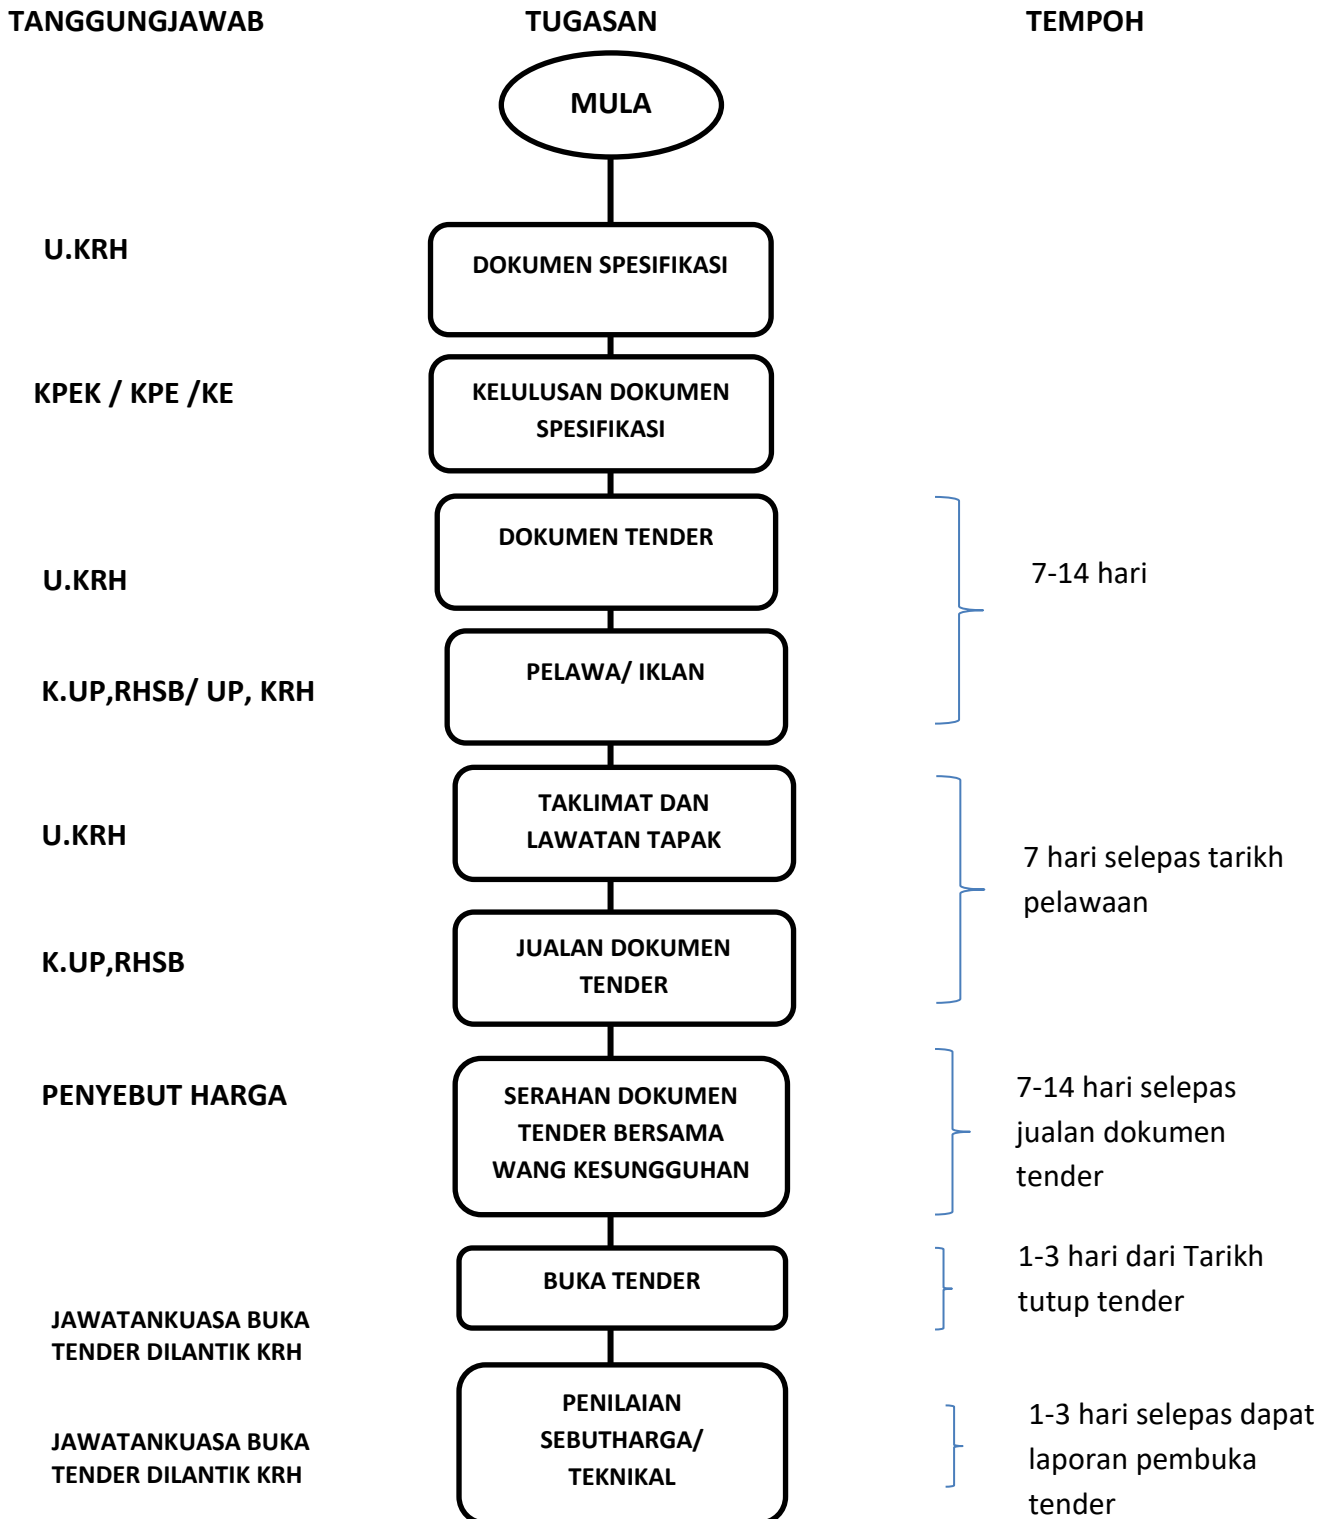 TANGGUNGJAWAB TUGASAN TEMPOH
MULA
U.KRH
DOKUMEN SPESIFIKASI
KPEK / KPE /KE
KELULUSAN DOKUMEN
SPESIFIKASI
DOKUMEN TENDER
U.KRH
7-14 hari
PELAWA/ IKLAN
K.UP,RHSB/ UP, KRH
TAKLIMAT DAN
LAWATAN TAPAK
U.KRH
7 hari selepas tarikh
pelawaan
JUALAN DOKUMEN
TENDER
K.UP,RHSB
PENYEBUT HARGA
SERAHAN DOKUMEN
TENDER BERSAMA
WANG KESUNGGUHAN
7-14 hari selepas
jualan dokumen
tender
BUKA TENDER
1-3 hari dari Tarikh
tutup tender
JAWATANKUASA BUKA
TENDER DILANTIK KRH
PENILAIAN
SEBUTHARGA/
TEKNIKAL
JAWATANKUASA BUKA
TENDER DILANTIK KRH
1-3 hari selepas dapat
laporan pembuka
tender